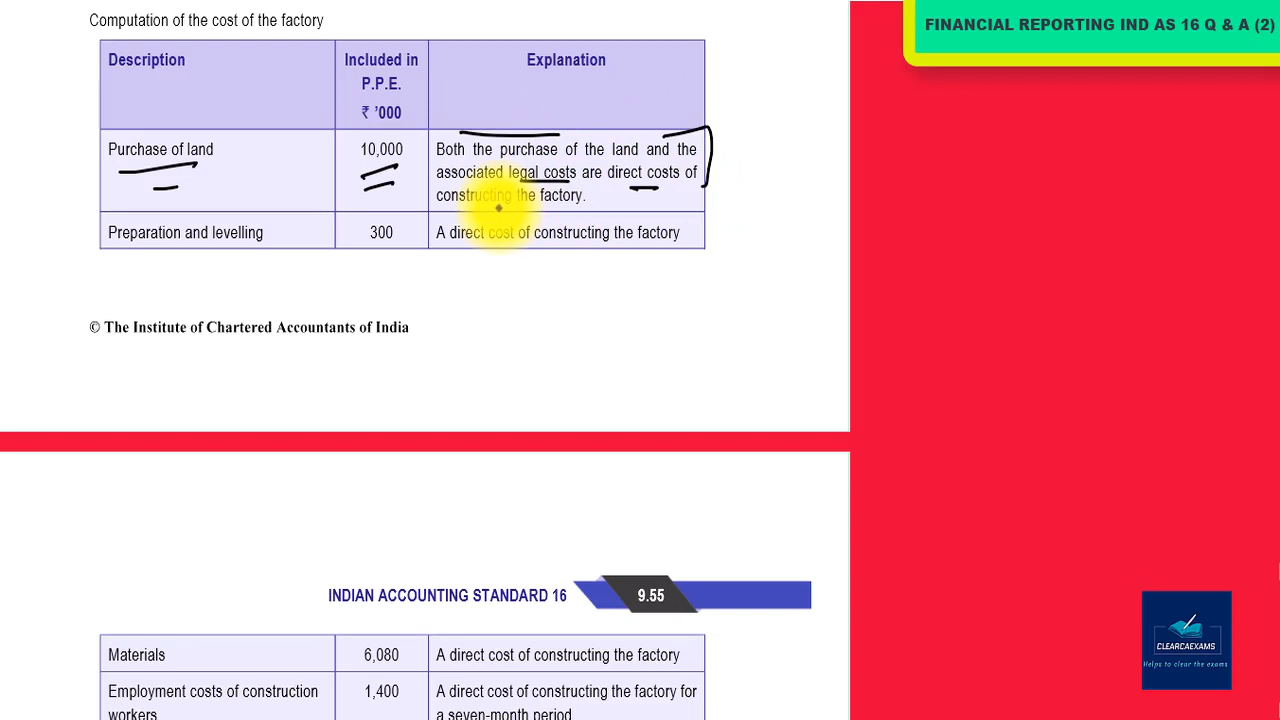 Computation of the cost of the factory
FINANCIAL REPORTING IND AS 16 Q & A (2)
Description
Included in
P.P.E.
₹ '000
Explanation
Purchase of land
10,000
Both the purchase of the land and the
associated legal costs are direct costs of
constructing the factory.
Preparation and levelling
300
A direct cost of constructing the factory
© The Institute of Chartered Accountants of India
INDIAN ACCOUNTING STANDARD 16
9.55
Materials
6,080
A direct cost of constructing the factory
Employment costs of construction
workers
1,400
A direct cost of constructing the factory for
a seven-month period
CLEARCAEXAMS
Helps to clear the exams